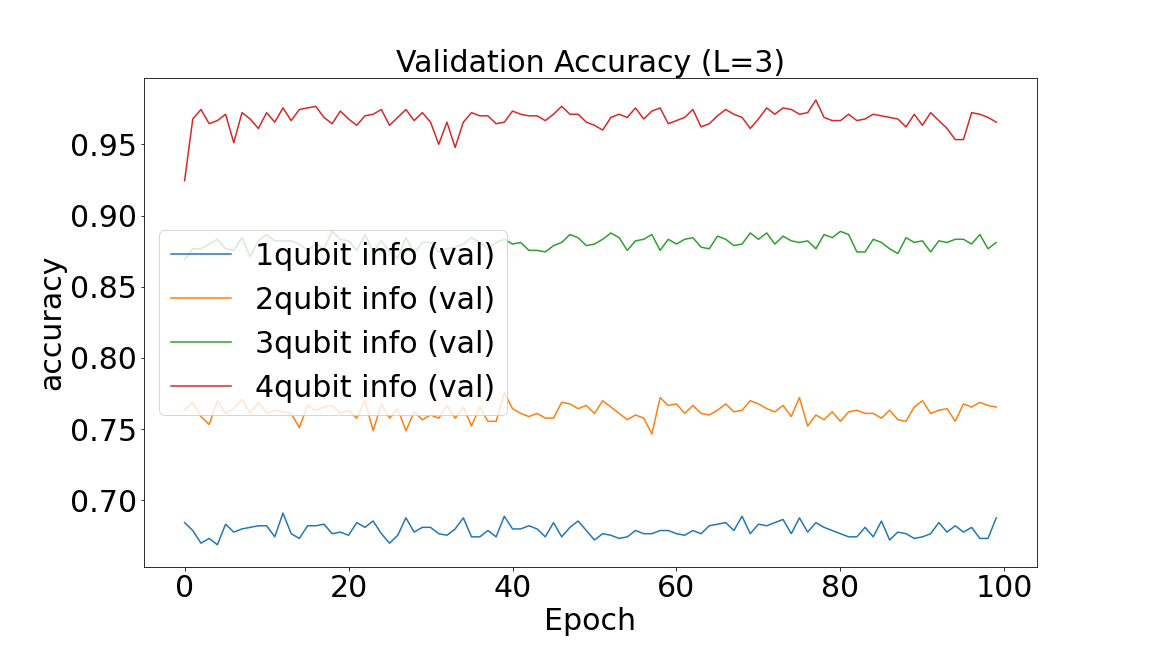 Validation Accuracy (L=3)
accuracy
0.95
0.90
0.85
0.80
0.75
0.70
1qubit info (val)
2qubit info (val)
3qubit info (val)
4qubit info (val)
0 20 40 60 80 100
Epoch